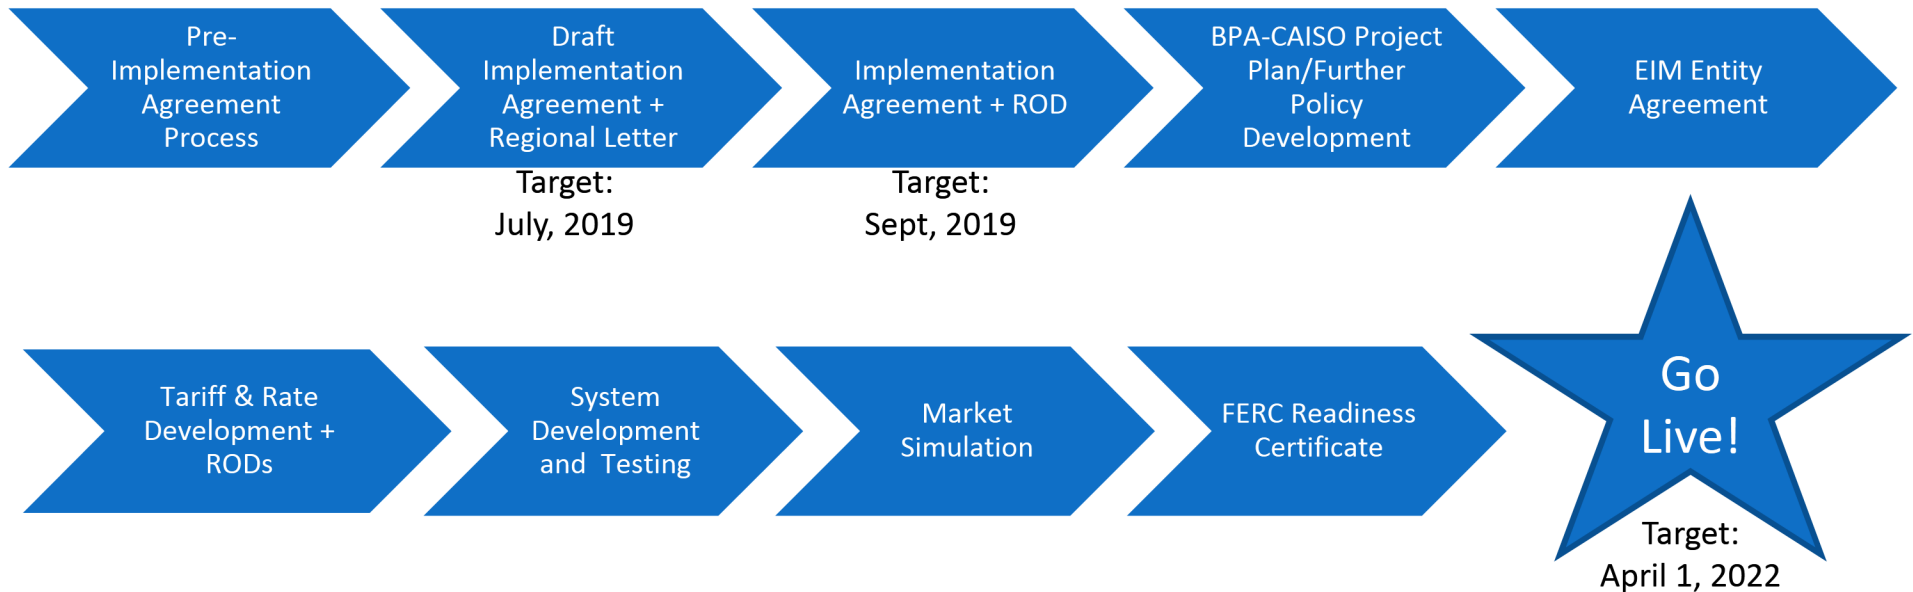 Pre-
Implementation
Agreement
Process
Draft
Implementation
Agreement +
Regional Letter
Target:
July, 2019
Implementation
Agreement + ROD
Target:
Sept, 2019
BPA-CAISO Project
Plan/Further
Policy
Development
EIM Entity
Agreement
Tariff & Rate
Development +
RODs
System
Development
and  Testing
Market
Simulation
FERC Readiness
Certificate
Go
Live!
Target:
April 1, 2022